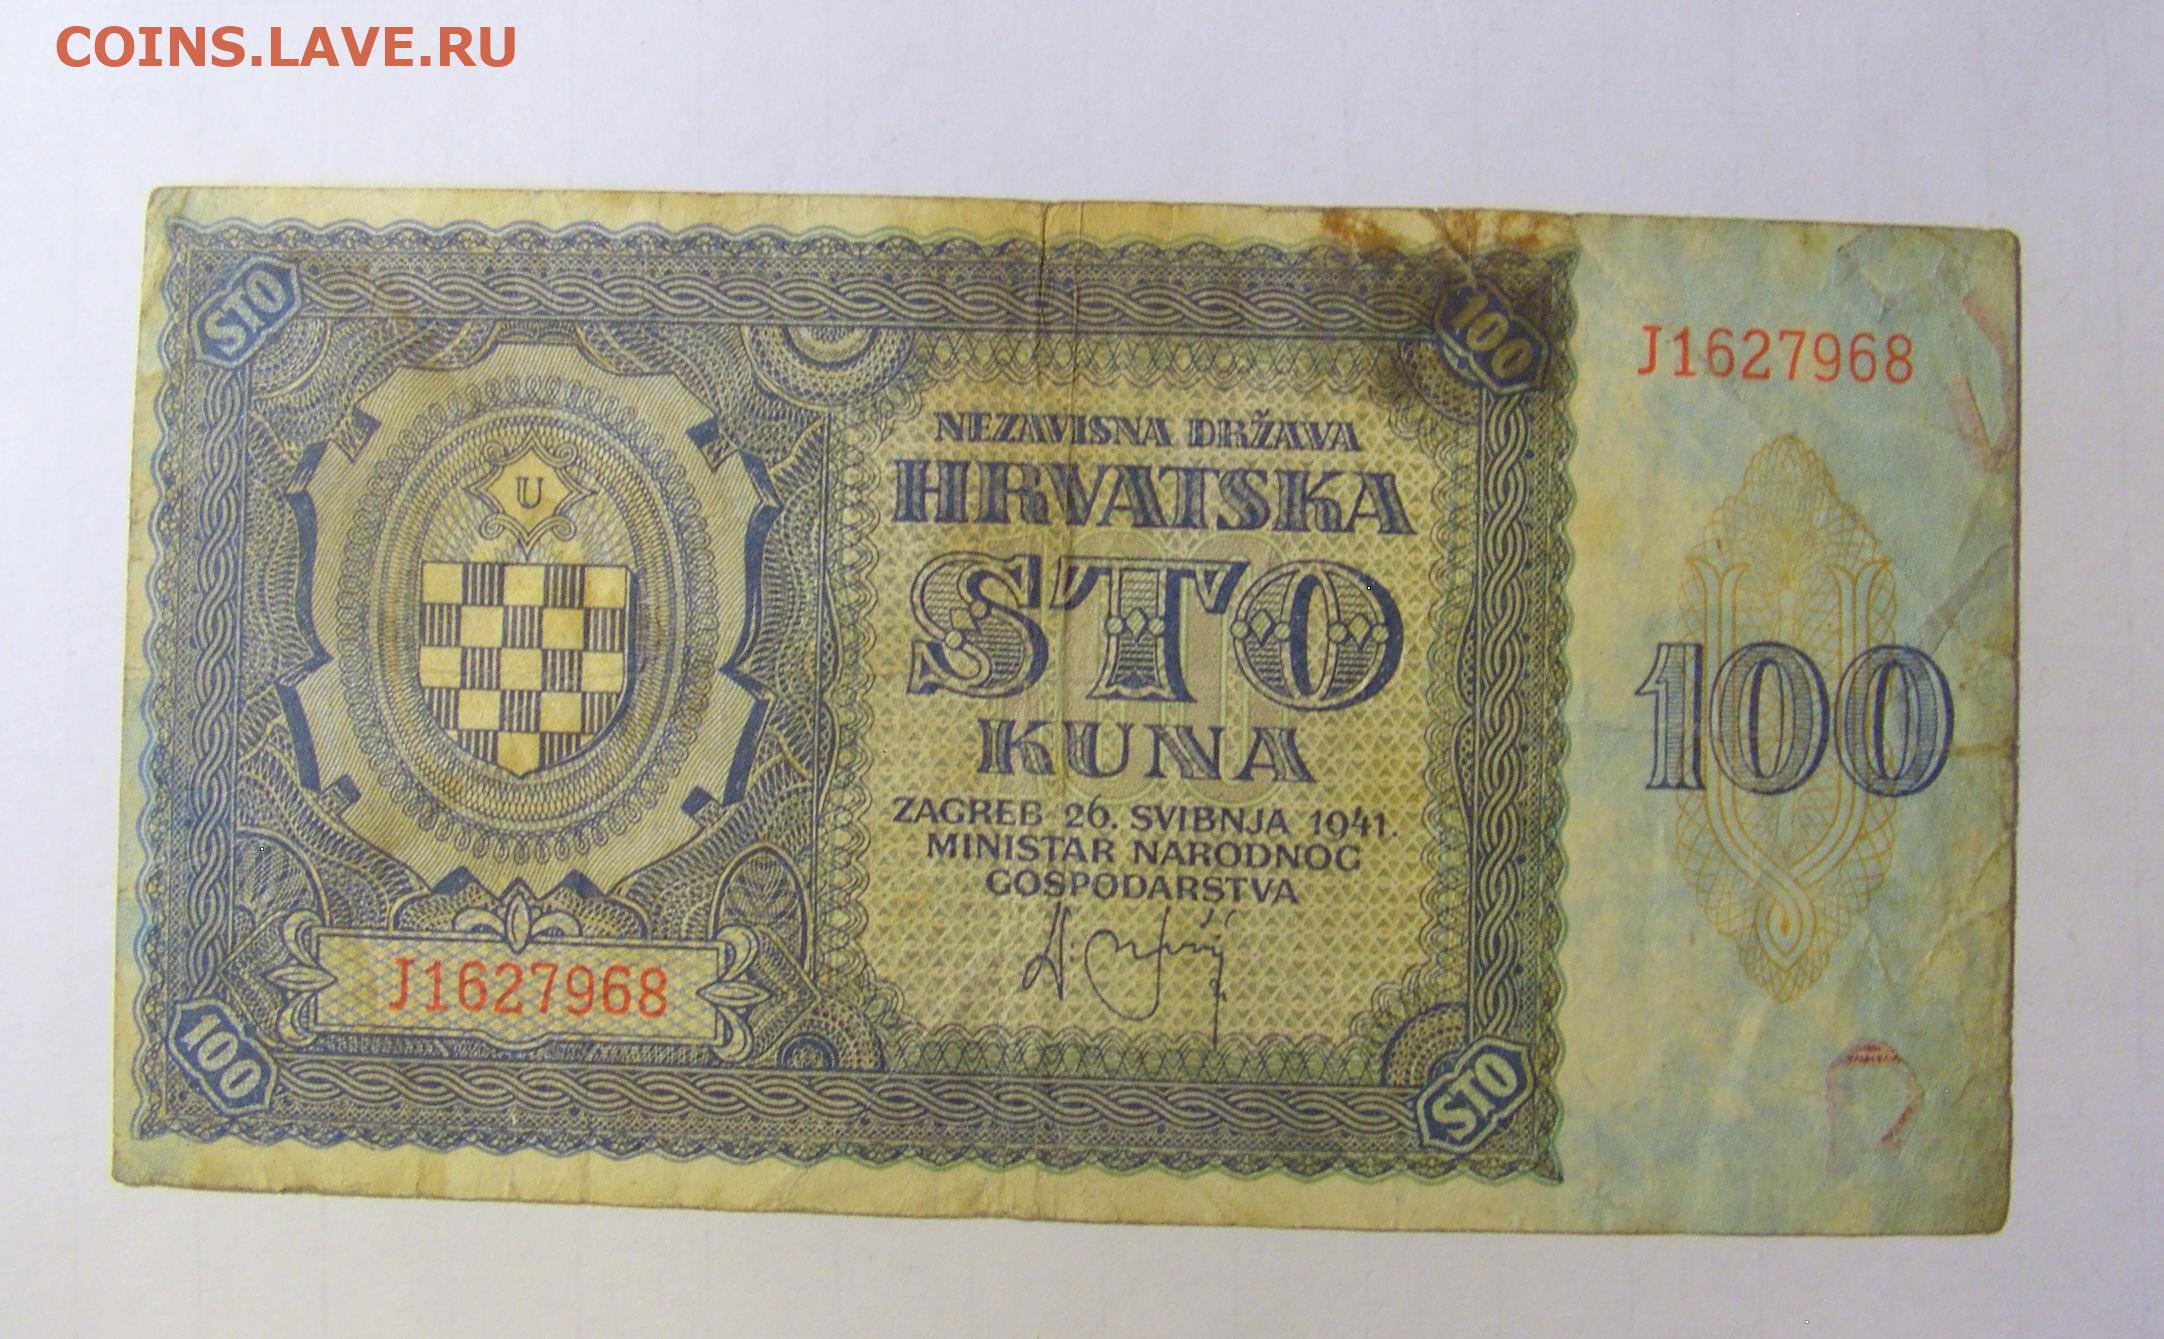 COINS.LAVE.RU
STO
100
J1627968
NEZAVISNA DRŽAVA
HRVATSKA
U
STO
KUNA
100
ZAGREB 26. SVIBNJA 1941.
MINISTAR NARODNOG
GOSPODARSTVA
J1627968
100
STO